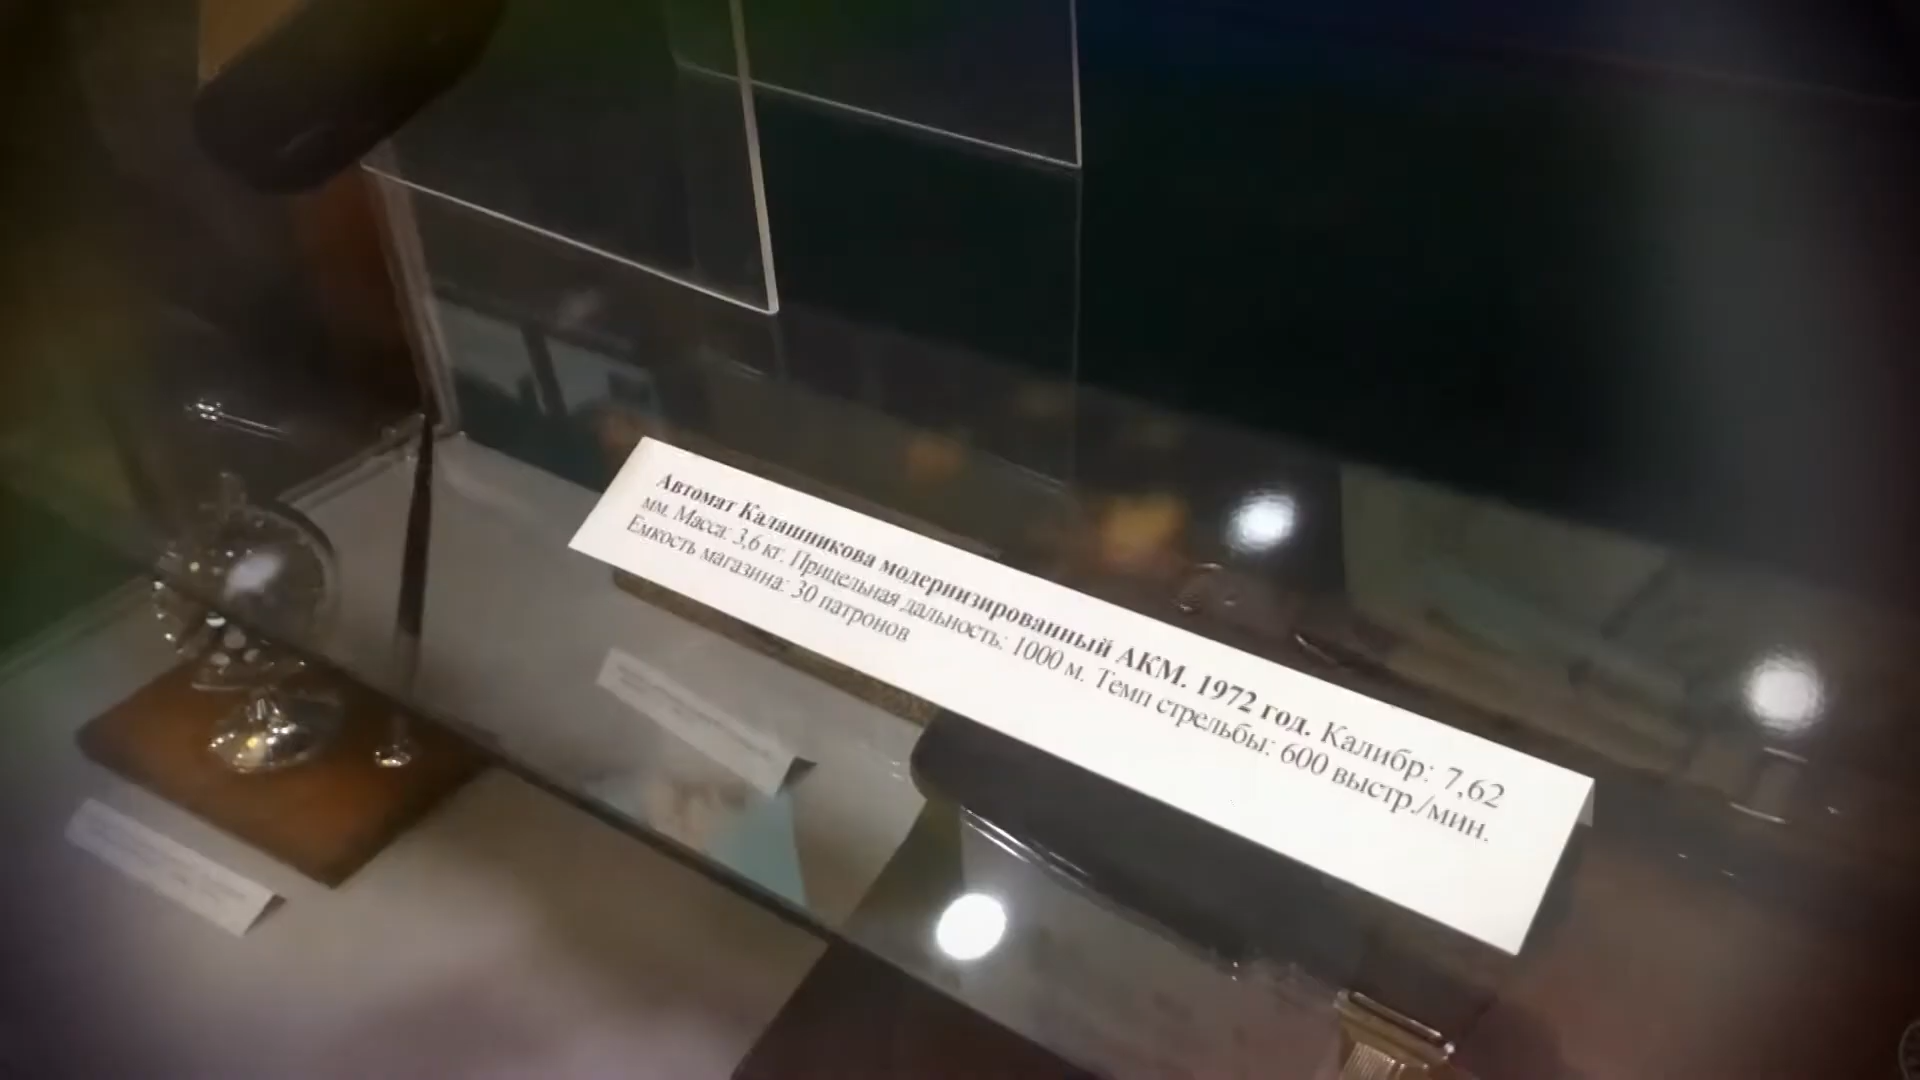 Автомат Калашникова модернизированный АКМ. 1972 год. Калибр: 7,62
мм. Масса: 3,6 кг. Прицельная дальность: 1000 м. Темп стрельбы: 600 выстр./мин.
Емкость магазина: 30 патронов